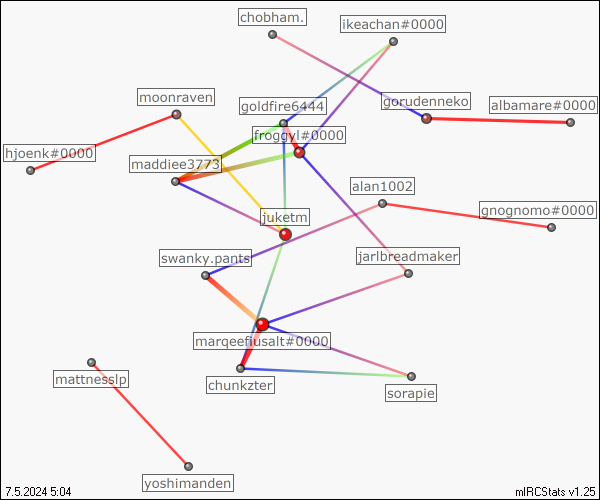 chobham.
ikeachan#0000
moonraven
goldfire6444
gorudenneko
albamare#0000
froggyl#0000
hjoenk#0000
maddiee3773
alan1002
gnognomo#0000
juketm
swanky.pants
jarlbreadmaker
marqeefiusalt#0000
mattnesslp
chunkzter
sorapie
yoshimanden
7.5.2024 5:04
mIRCStats v1.25